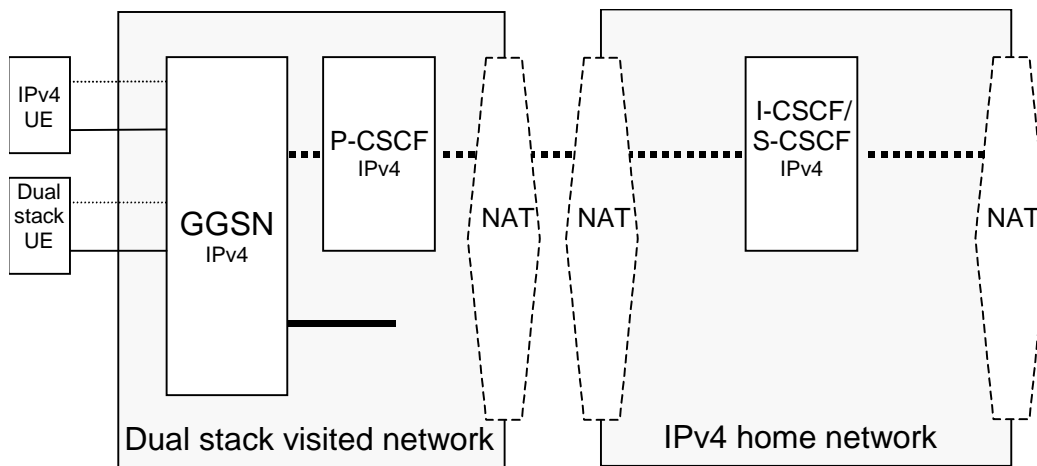 IPv4
UE
Dual
stack
UE
GGSN
IPv4
P-CSCF
IPv4
NAT
NAT
I-CSCF/
S-CSCF
IPv4
NAT
Dual stack visited network
IPv4 home network